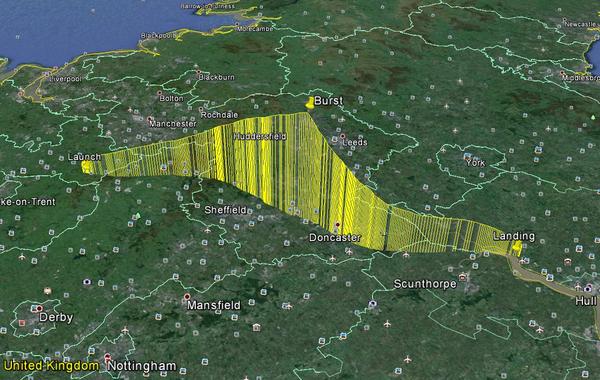 Barrow-in-Furness
Newcastle
Morecambe
Blackpool
Blackburn
Middlesbro
Liverpool
Bolton
Rochdale
Burst
Manchester
Huddersfield
Leeds
Launch
York
ke-on-Trent
Sheffield
Doncaster
Landing
Scunthorpe
Hull
Mansfield
Derby
United Kingdom
Nottingham